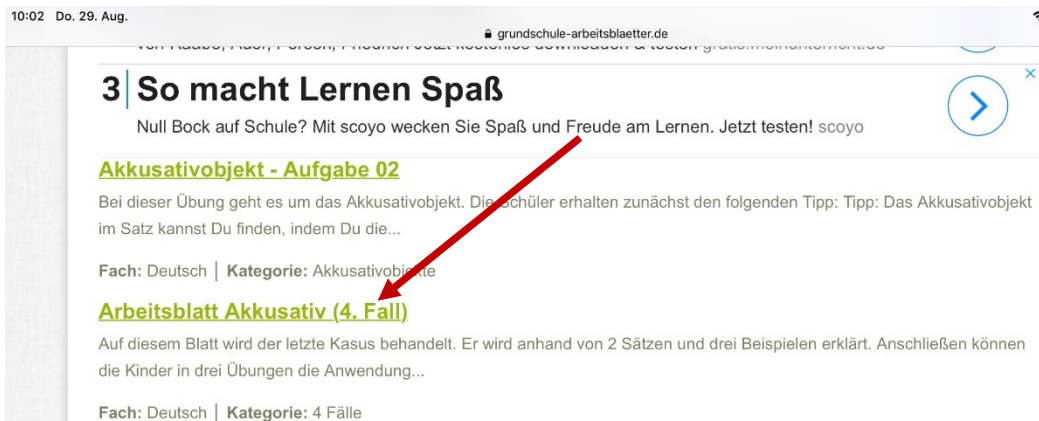 10:02 Do. 29. Aug.
grundschule-arbeitsblaetter.de
3 So macht Lernen Spaß
Null Bock auf Schule? Mit scoyo wecken Sie Spaß und Freude am Lernen. Jetzt testen! scoyo
Akkusativobjekt - Aufgabe 02
Bei dieser Übung geht es um das Akkusativobjekt. Die Schüler erhalten zunächst den folgenden Tipp: Tipp: Das Akkusativobjekt
im Satz kannst Du finden, indem Du die...
Fach: Deutsch | Kategorie: Akkusativobjekte
Arbeitsblatt Akkusativ (4. Fall)
Auf diesem Blatt wird der letzte Kasus behandelt. Er wird anhand von 2 Sätzen und drei Beispielen erklärt. Anschließen können
die Kinder in drei Übungen die Anwendung...
Fach: Deutsch | Kategorie: 4 Fälle